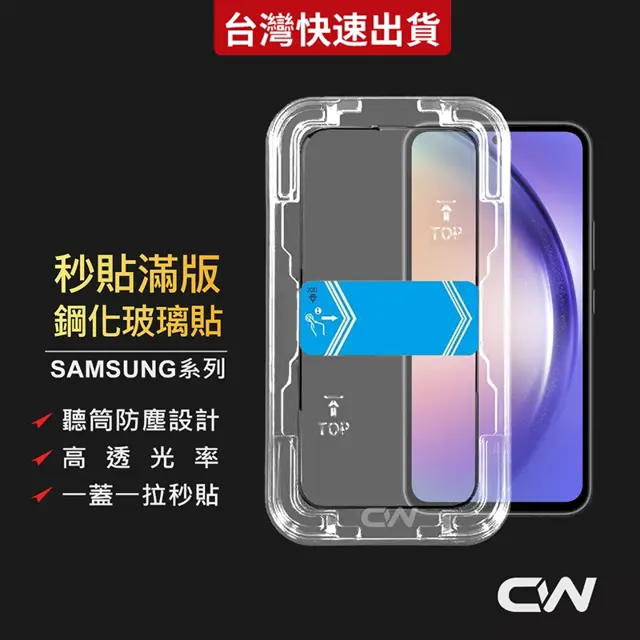 台灣快速出貨
秒貼滿版
鋼化玻璃貼
SAMSUNG系列
聽筒防塵設計
高透光率
一蓋一拉秒貼
TOP
TOP
CW
CW